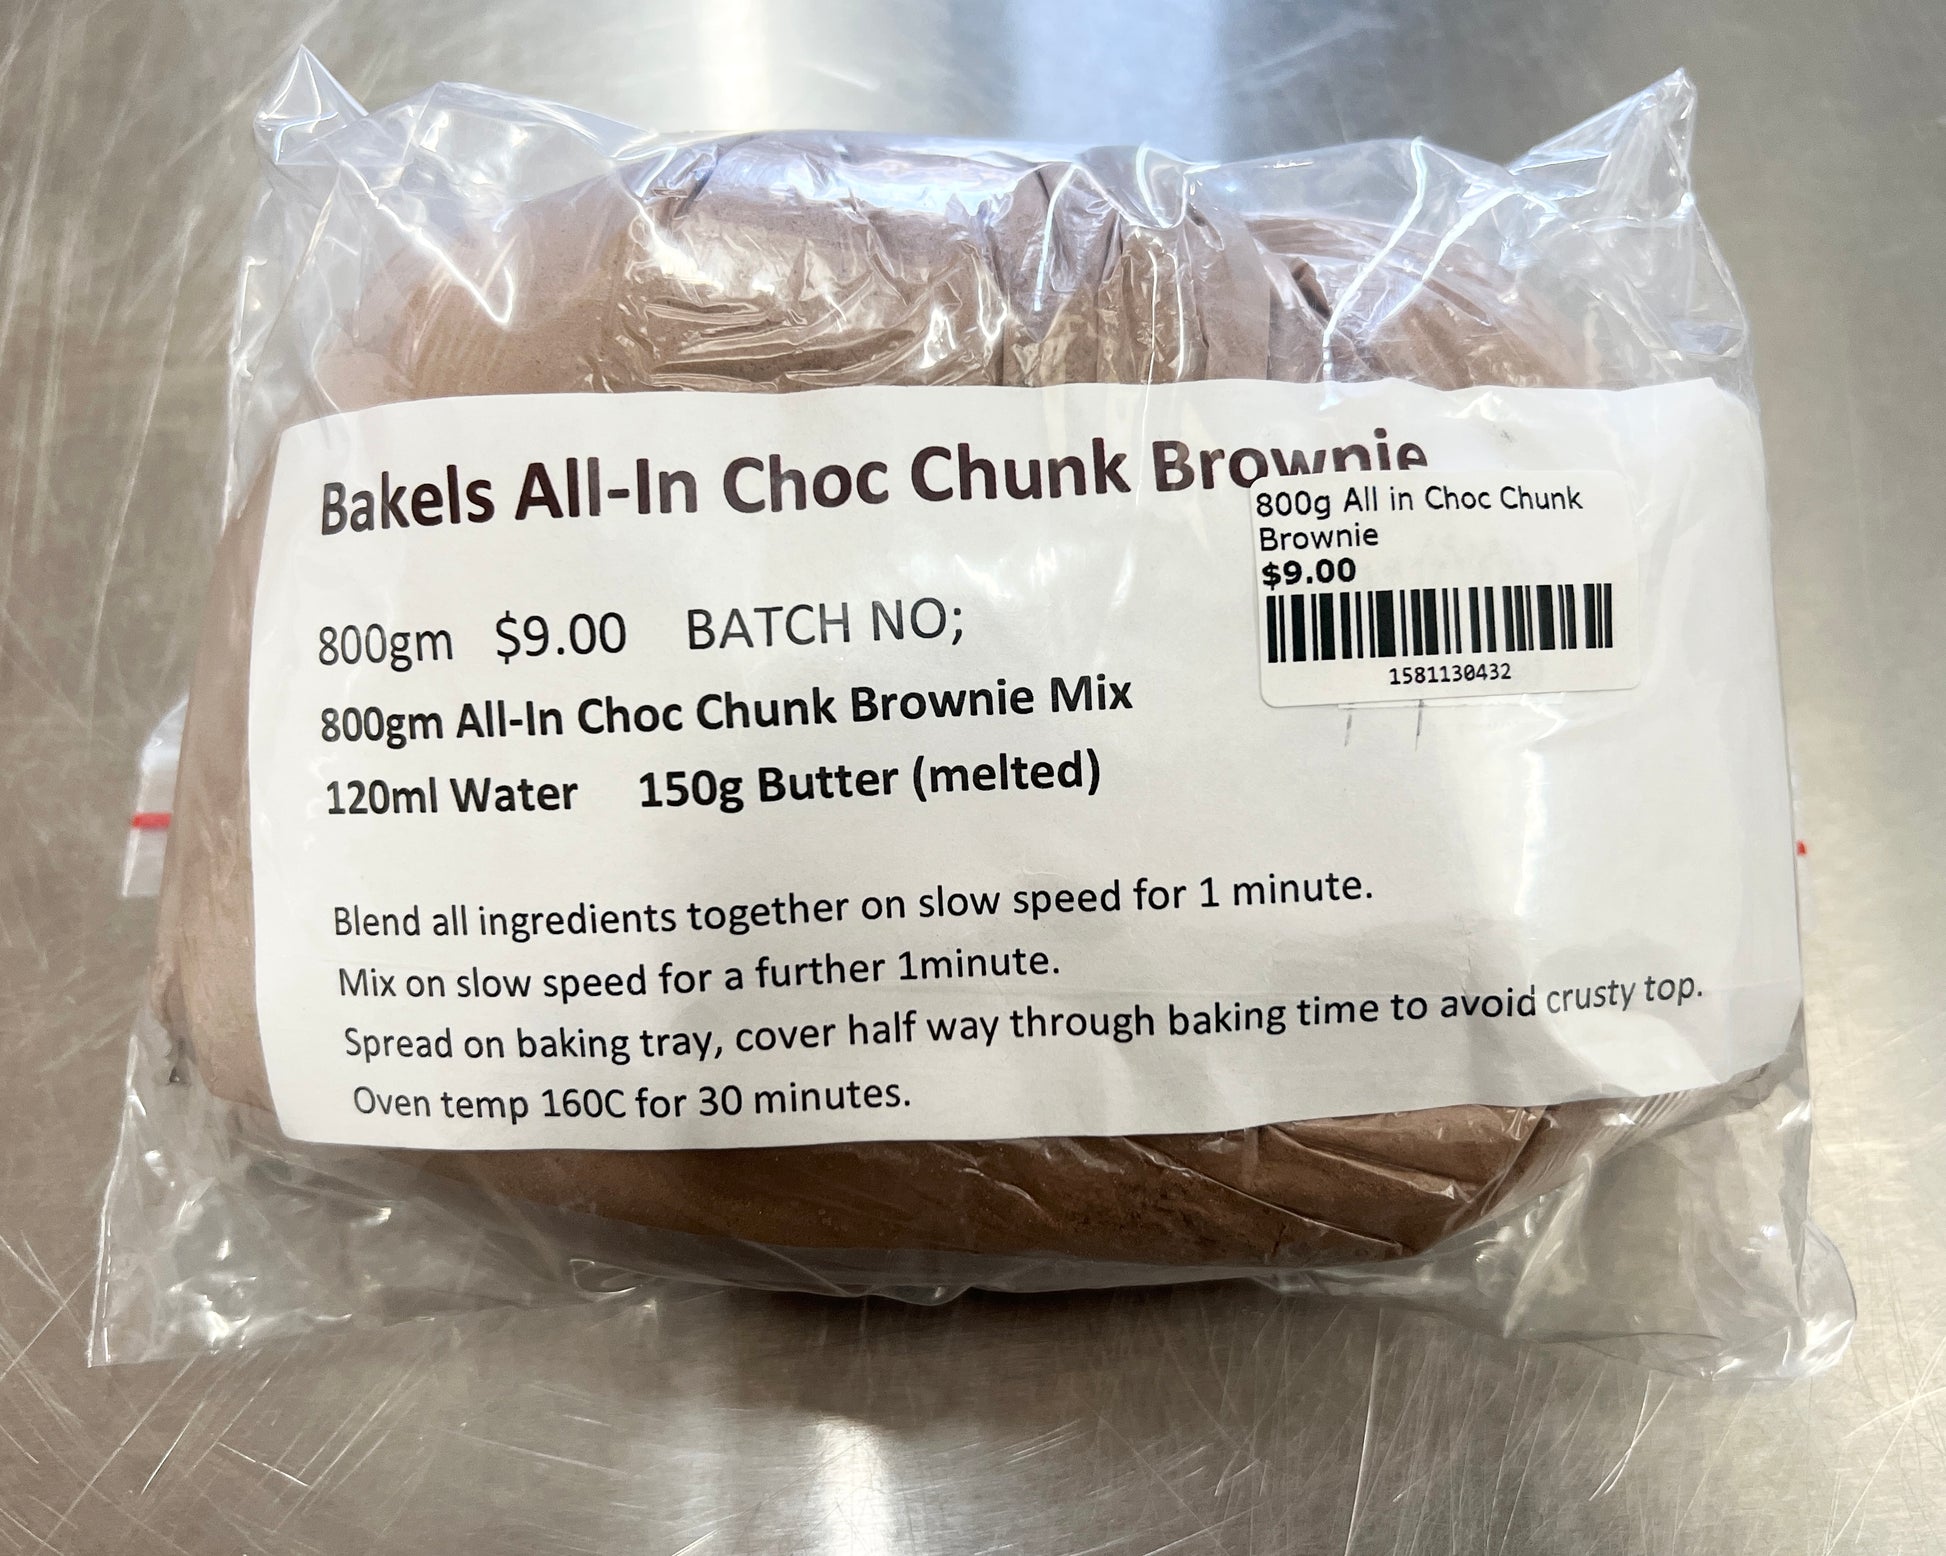 Bakels All-In Choc Chunk Brownie
800g All in Choc Chunk
Brownie
$9.00
1581130432
800gm $9.00 BATCH NO;
800gm All-In Choc Chunk Brownie Mix
120ml Water 150g Butter (melted)
Blend all ingredients together on slow speed for 1 minute.
Mix on slow speed for a further 1minute.
Spread on baking tray, cover half way through baking time to avoid crusty top.
Oven temp 160C for 30 minutes.